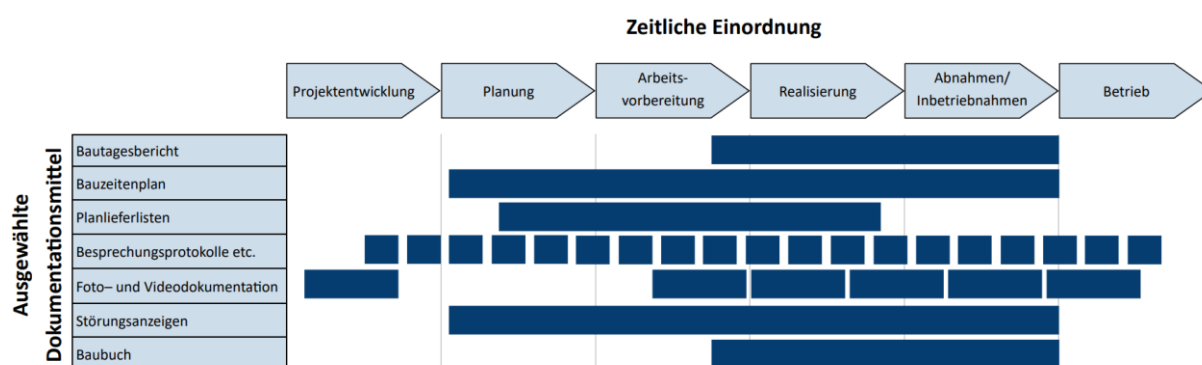 Zeitliche Einordnung
Projektentwicklung
Planung
Arbeits-
vorbereitung
Realisierung
Abnahmen/
Inbetriebnahmen
Betrieb
Ausgewählte
Dokumentationsmittel
Bautagesbericht
Bauzeitenplan
Planlieferlisten
Besprechungsprotokolle etc.
Foto– und Videodokumentation
Störungsanzeigen
Baubuch